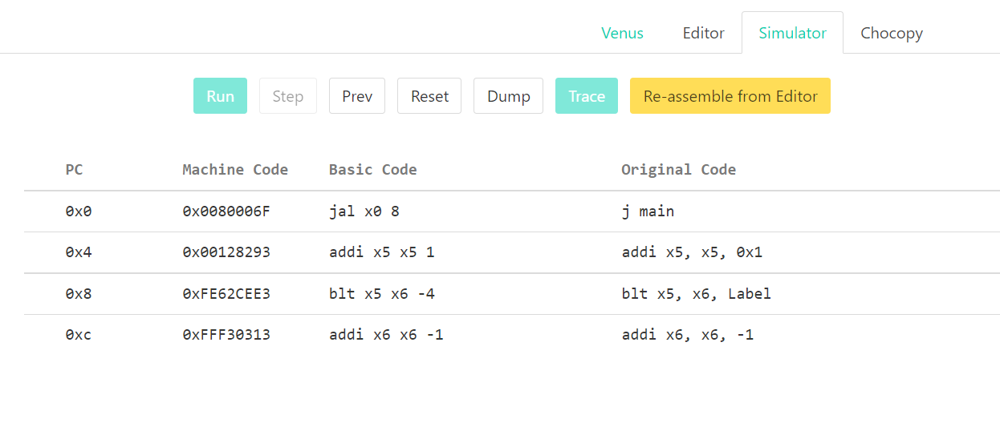 Venus Editor Simulator Chocopy
Run Step Prev Reset Dump Trace Re-assemble from Editor
PC Machine Code Basic Code Original Code
0x0 0x0080006F jal x0 8 j main
0x4 0x00128293 addi x5 x5 1 addi x5, x5, 0x1
0x8 0xFE62CEE3 blt x5 x6 -4 blt x5, x6, Label
0xc 0xFFF30313 addi x6 x6 -1 addi x6, x6, -1